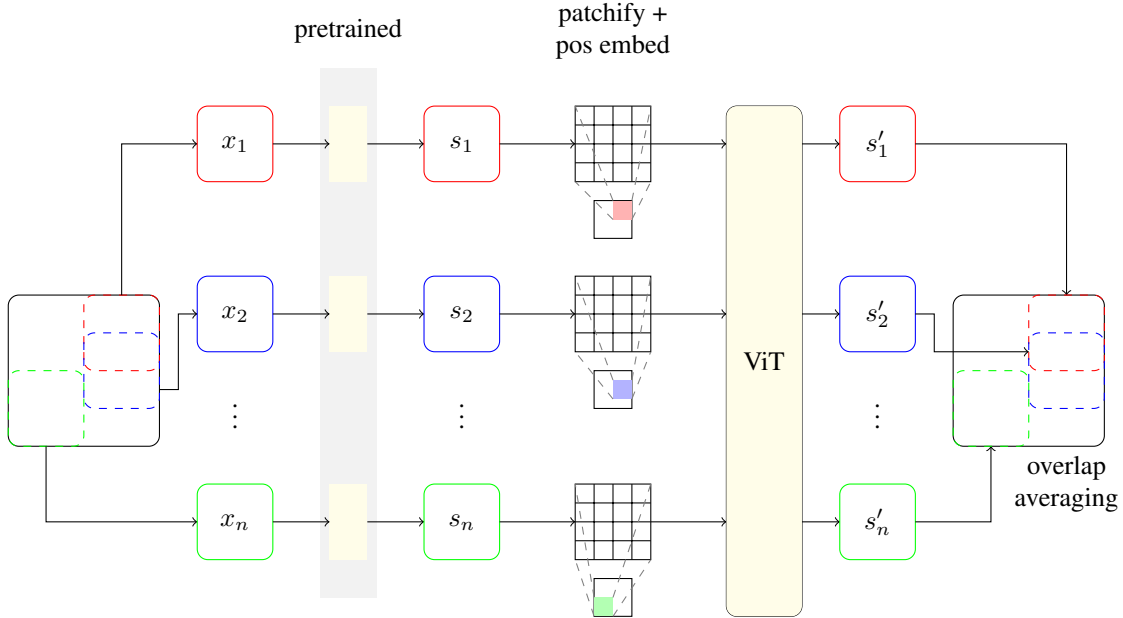 patchify +
pos embed
pretrained
x₁
s₁
s′₁
x₂
s₂
s′₂
ViT
⋮
⋮
⋮
overlap
averaging
xₙ
sₙ
s′ₙ